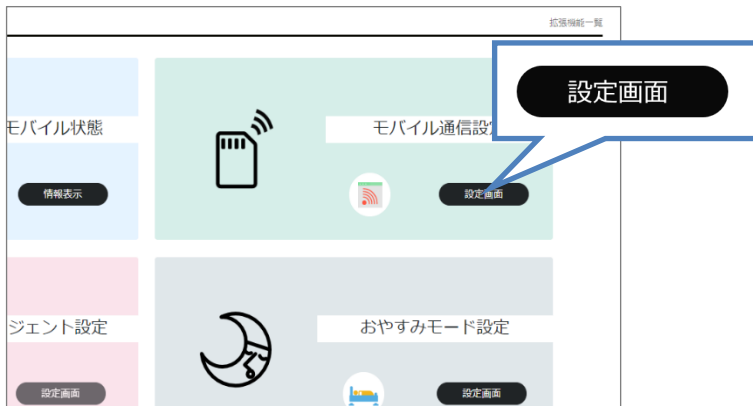 拡張機能一覧
設定画面
モバイル状態
モバイル通信設
情報表示
設定画面
ジェント設定
おやすみモード設定
設定画面
設定画面